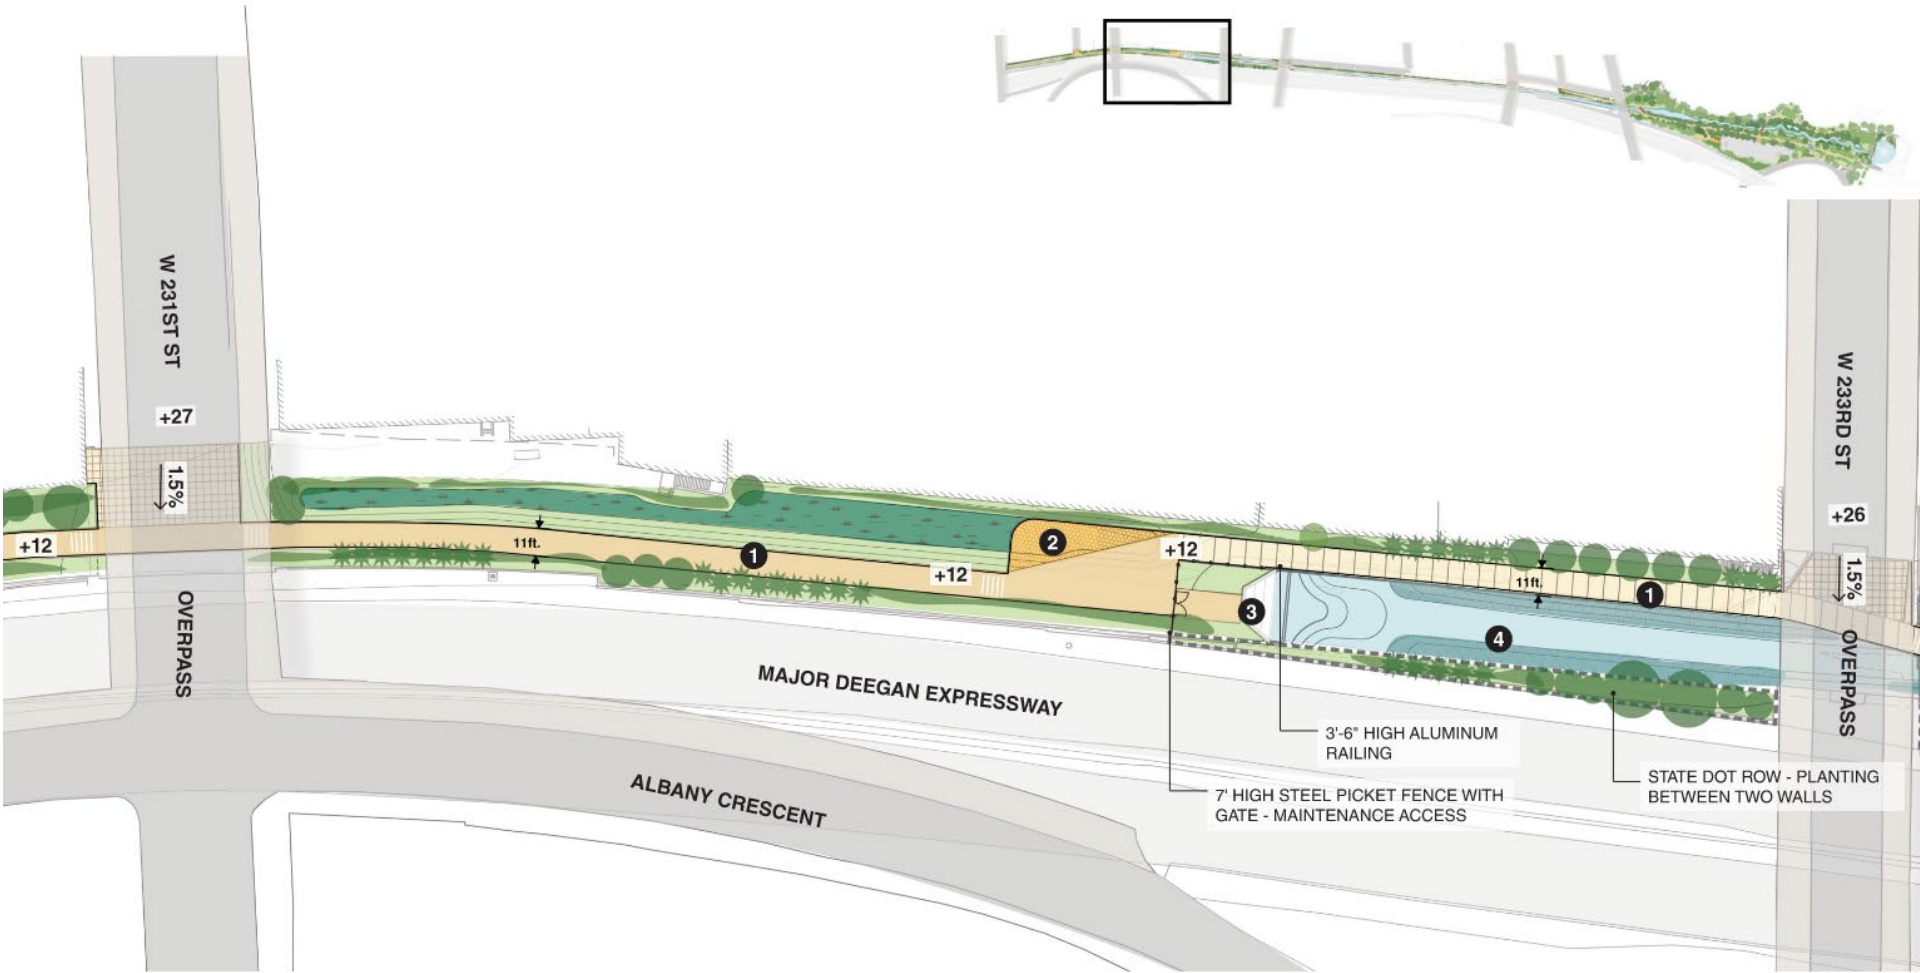 W 231ST ST
+27
1.5%
+12
OVERPASS
11ft.
1
+12
2
+12
3
11ft.
1
4
W 233RD ST
+26
1.5%
OVERPASS
MAJOR DEEGAN EXPRESSWAY
ALBANY CRESCENT
3'-6" HIGH ALUMINUM
RAILING
7' HIGH STEEL PICKET FENCE WITH
GATE - MAINTENANCE ACCESS
STATE DOT ROW - PLANTING
BETWEEN TWO WALLS